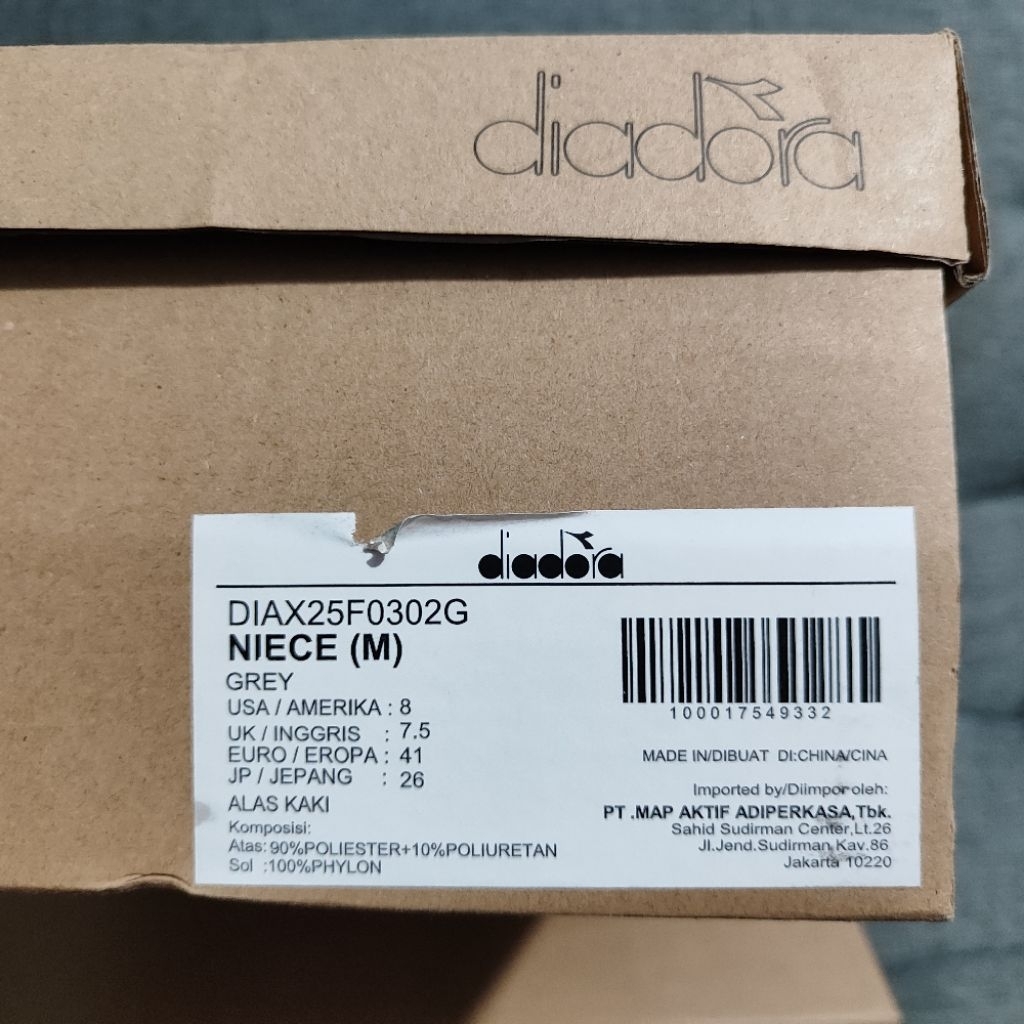 diadora
diadora
DIAX25F0302G
NIECE (M)
GREY
USA / AMERIKA : 8
UK / INGGRIS : 7.5
EURO / EROPA : 41
JP / JEPANG : 26
ALAS KAKI
Komposisi:
Atas: 90%POLIESTER+10%POLIURETAN
Sol :100%PHYLON
100017549332
MADE IN/DIBUAT DI:CHINA/CINA
Imported by/Diimpor oleh:
PT .MAP AKTIF ADIPERKASA,Tbk.
Sahid Sudirman Center,Lt.26
Jl.Jend.Sudirman Kav.86
Jakarta 10220